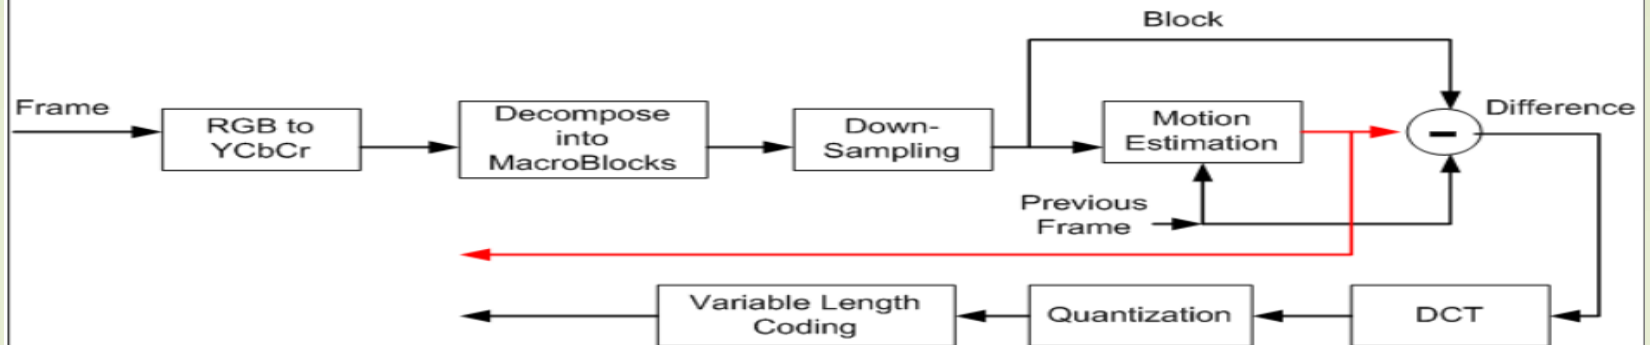 Block
Frame
RGB to
YCbCr
Decompose
into
MacroBlocks
Down-
Sampling
Motion
Estimation
-
Difference
Previous
Frame
Variable Length
Coding
Quantization
DCT